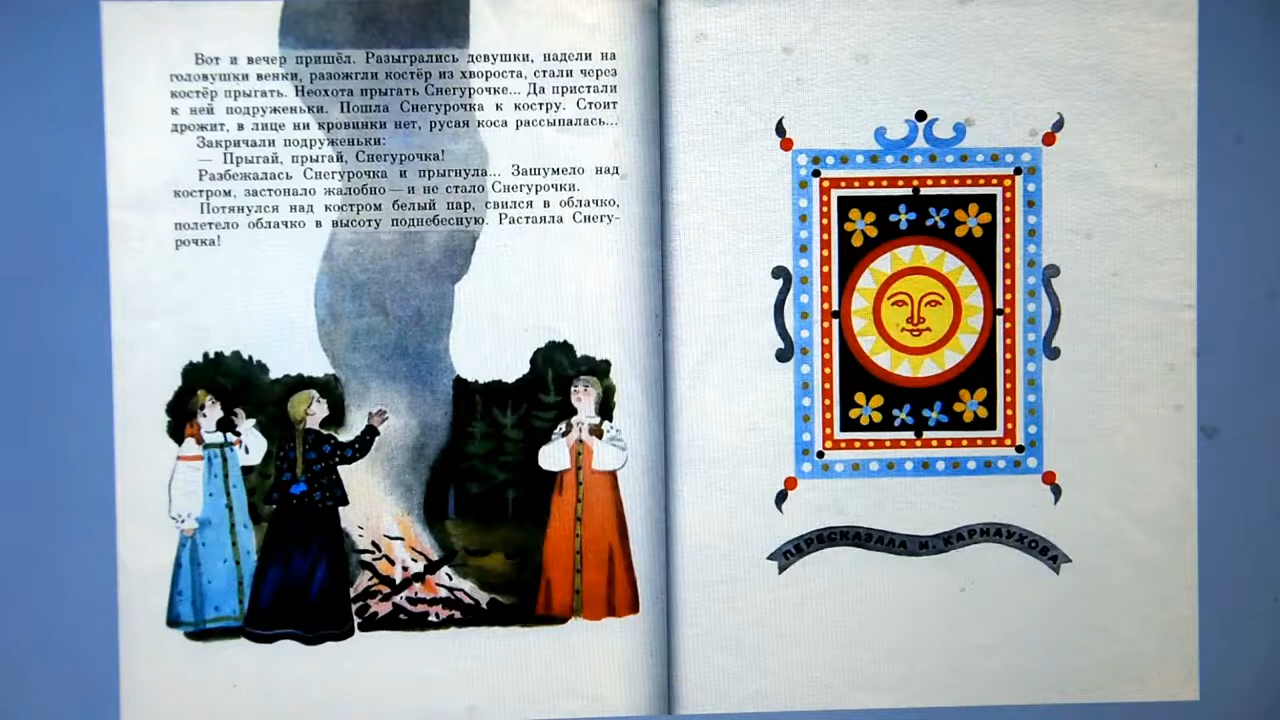 Вот и вечер пришёл. Разыгрались девушки, надели на
головушки венки, разожгли костёр из хвороста, стали через
костёр прыгать. Неохота прыгать Снегурочке... Да пристали
к ней подруженьки. Пошла Снегурочка к костру. Стоит
дрожит, в лице ни кровинки нет, русая коса рассыпалась...
Закричали подруженьки:
— Прыгай, прыгай, Снегурочка!
Разбежалась Снегурочка и прыгнула... Зашумело над
костром, застонало жалобно — и не стало Снегурочки.
Потянулся над костром белый пар, свился в облачко,
полетело облачко в высоту поднебесную. Растаяла Снегу-
рочка!
ПЕРЕСКАЗАЛА И. КАРНАУХОВА